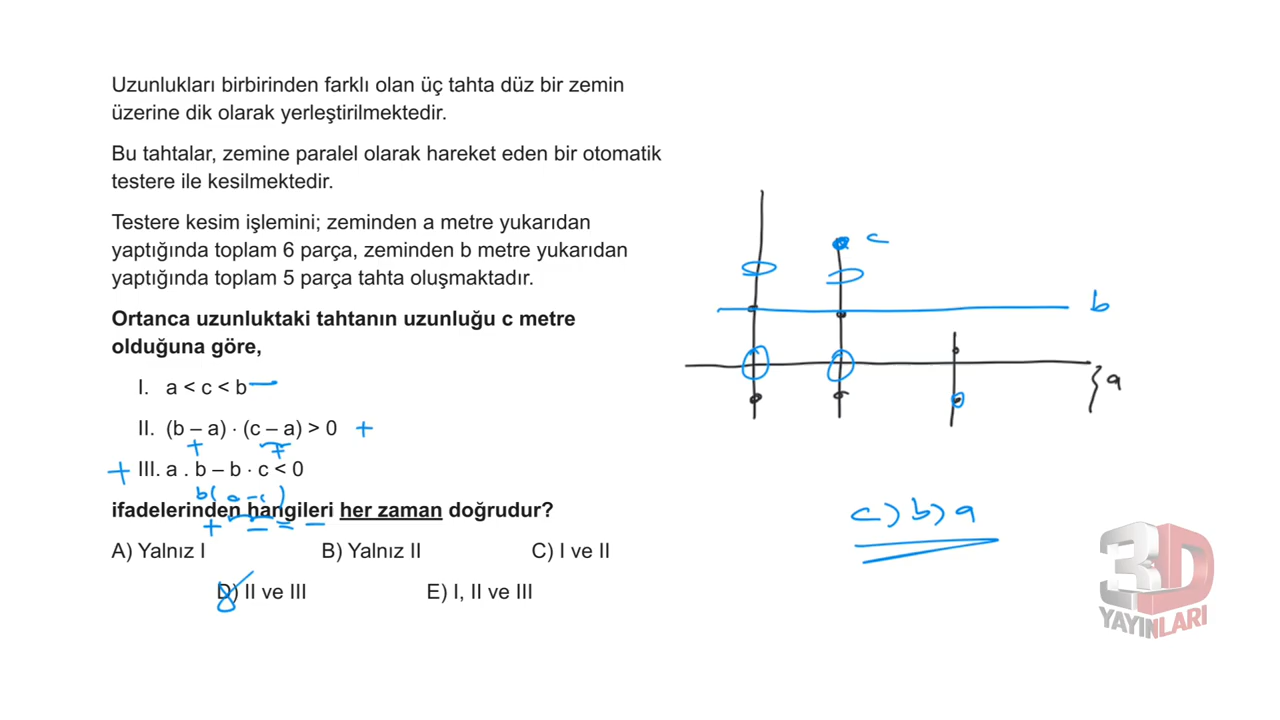 Uzunlukları birbirinden farklı olan üç tahta düz bir zemin
üzerine dik olarak yerleştirilmektedir.
Bu tahtalar, zemine paralel olarak hareket eden bir otomatik
testere ile kesilmektedir.
Testere kesim işlemini; zeminden a metre yukarıdan
yaptığında toplam 6 parça, zeminden b metre yukarıdan
yaptığında toplam 5 parça tahta oluşmaktadır.
Ortanca uzunluktaki tahtanın uzunluğu c metre
olduğuna göre,
I. a < c < b –
II. (b – a) · (c – a) > 0 +
+ +
+ III. a . b – b · c < 0
b(a-c)
ifadelerinden hangileri her zaman doğrudur?
+ – = –
A) Yalnız I B) Yalnız II C) I ve II
D) II ve III E) I, II ve III
c
b
a
c > b > a
3D
YAYINLARI